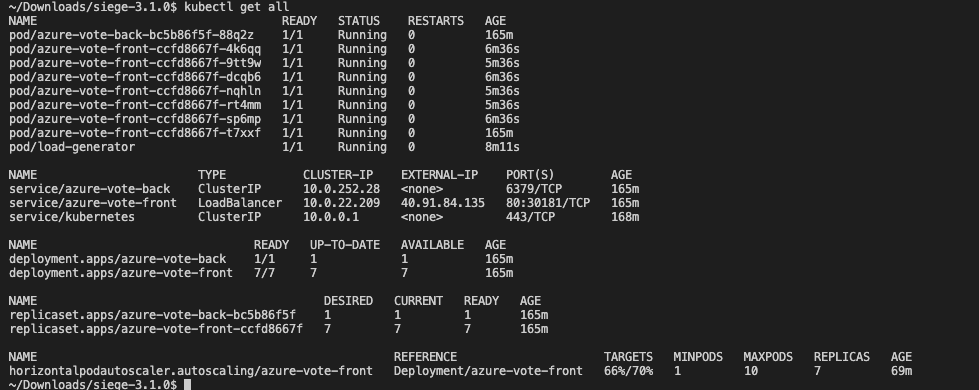 ~/Downloads/siege-3.1.0$ kubectl get all
NAME READY STATUS RESTARTS AGE
pod/azure-vote-back-bc5b86f5f-88q2z 1/1 Running 0 165m
pod/azure-vote-front-ccfd8667f-4k6qq 1/1 Running 0 6m36s
pod/azure-vote-front-ccfd8667f-9tt9w 1/1 Running 0 5m36s
pod/azure-vote-front-ccfd8667f-dcqb6 1/1 Running 0 6m36s
pod/azure-vote-front-ccfd8667f-nqhln 1/1 Running 0 5m36s
pod/azure-vote-front-ccfd8667f-rt4mm 1/1 Running 0 5m36s
pod/azure-vote-front-ccfd8667f-sp6mp 1/1 Running 0 6m36s
pod/azure-vote-front-ccfd8667f-t7xxf 1/1 Running 0 165m
pod/load-generator 1/1 Running 0 8m11s
NAME TYPE CLUSTER-IP EXTERNAL-IP PORT(S) AGE
service/azure-vote-back ClusterIP 10.0.252.28 <none> 6379/TCP 165m
service/azure-vote-front LoadBalancer 10.0.22.209 40.91.84.135 80:30181/TCP 165m
service/kubernetes ClusterIP 10.0.0.1 <none> 443/TCP 168m
NAME READY UP-TO-DATE AVAILABLE AGE
deployment.apps/azure-vote-back 1/1 1 1 165m
deployment.apps/azure-vote-front 7/7 7 7 165m
NAME DESIRED CURRENT READY AGE
replicaset.apps/azure-vote-back-bc5b86f5f 1 1 1 165m
replicaset.apps/azure-vote-front-ccfd8667f 7 7 7 165m
NAME REFERENCE TARGETS MINPODS MAXPODS REPLICAS AGE
horizontalpodautoscaler.autoscaling/azure-vote-front Deployment/azure-vote-front 66%/70% 1 10 7 69m
~/Downloads/siege-3.1.0$